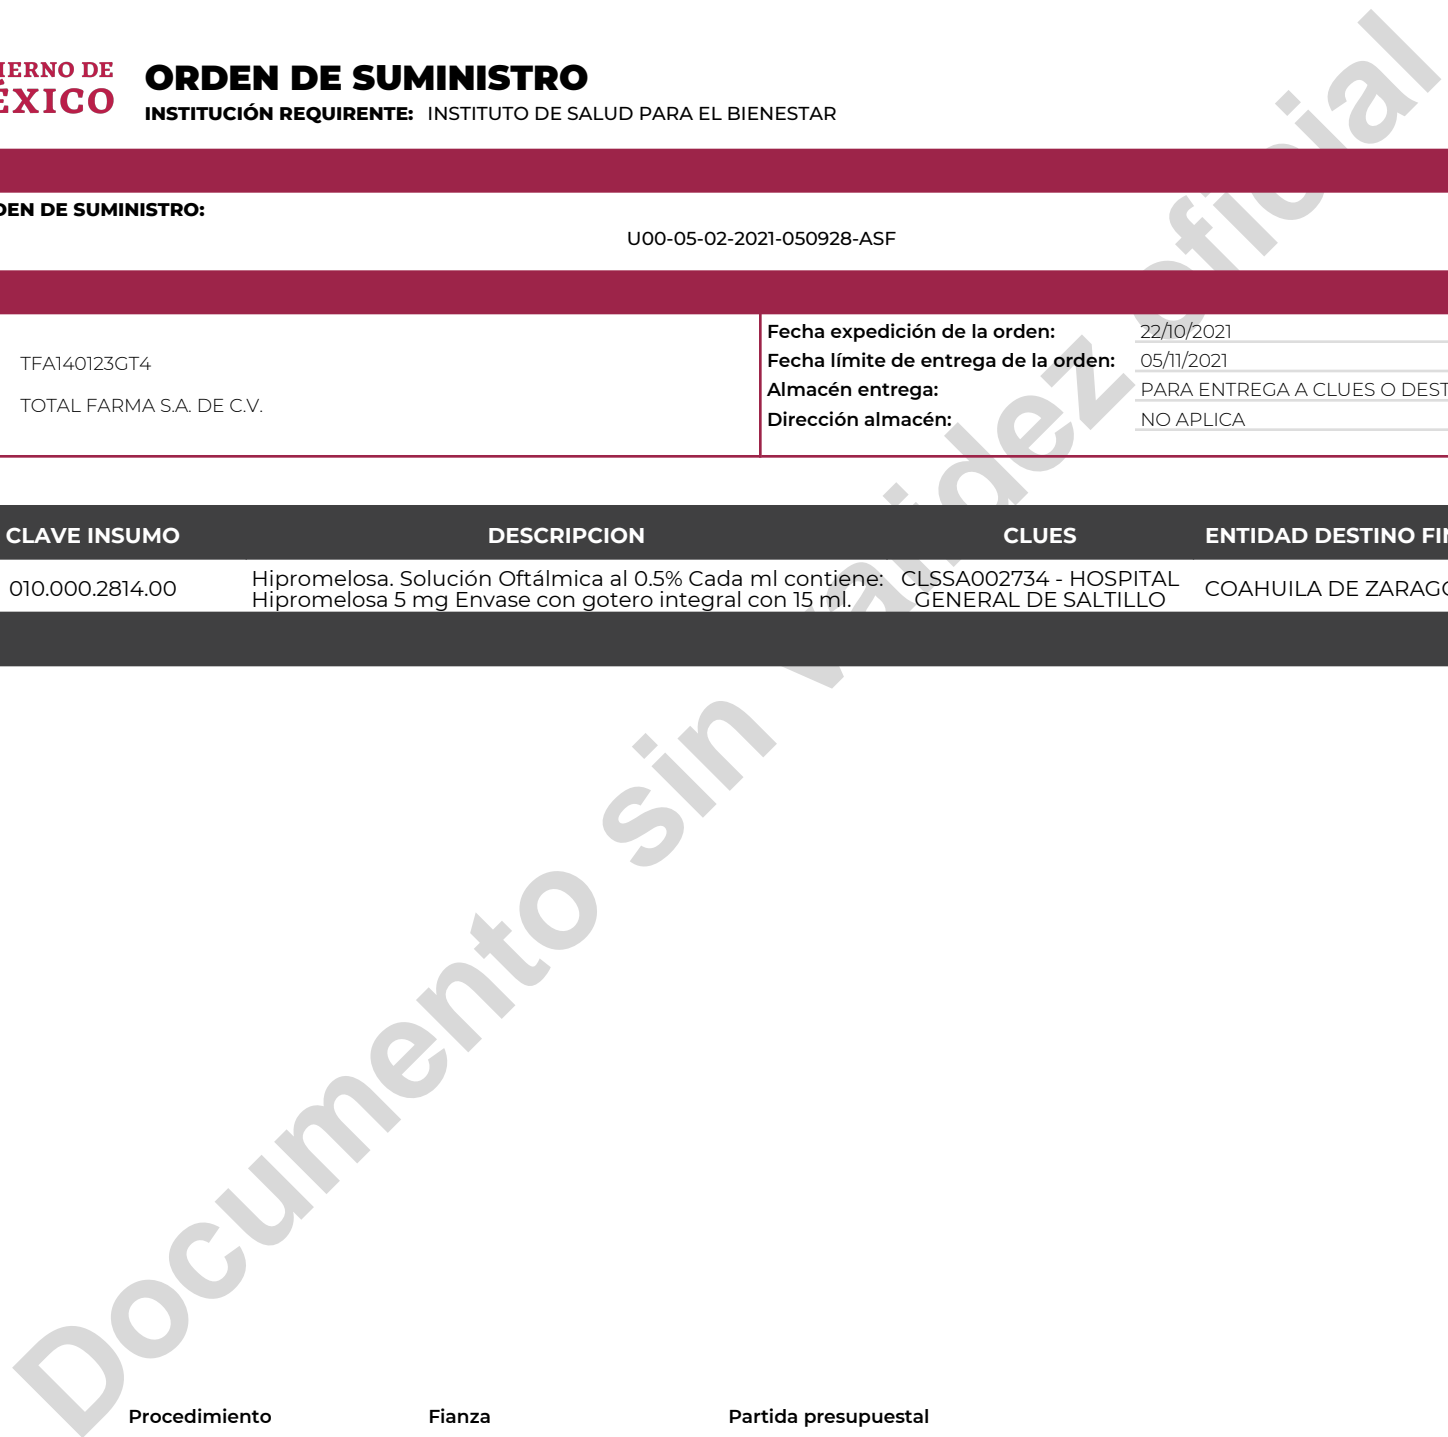 IERNO DE
ÉXICO
ORDEN DE SUMINISTRO
INSTITUCIÓN REQUIRENTE: INSTITUTO DE SALUD PARA EL BIENESTAR
DEN DE SUMINISTRO:
U00-05-02-2021-050928-ASF
TFA140123GT4
TOTAL FARMA S.A. DE C.V.
Fecha expedición de la orden: 22/10/2021
Fecha límite de entrega de la orden: 05/11/2021
Almacén entrega: PARA ENTREGA A CLUES O DEST
Dirección almacén: NO APLICA
CLAVE INSUMO DESCRIPCION CLUES ENTIDAD DESTINO FIN
010.000.2814.00
Hipromelosa. Solución Oftálmica al 0.5% Cada ml contiene:
Hipromelosa 5 mg Envase con gotero integral con 15 ml.
CLSSA002734 - HOSPITAL
GENERAL DE SALTILLO
COAHUILA DE ZARAGO
Documento sin validez oficial
Procedimiento Fianza Partida presupuestal